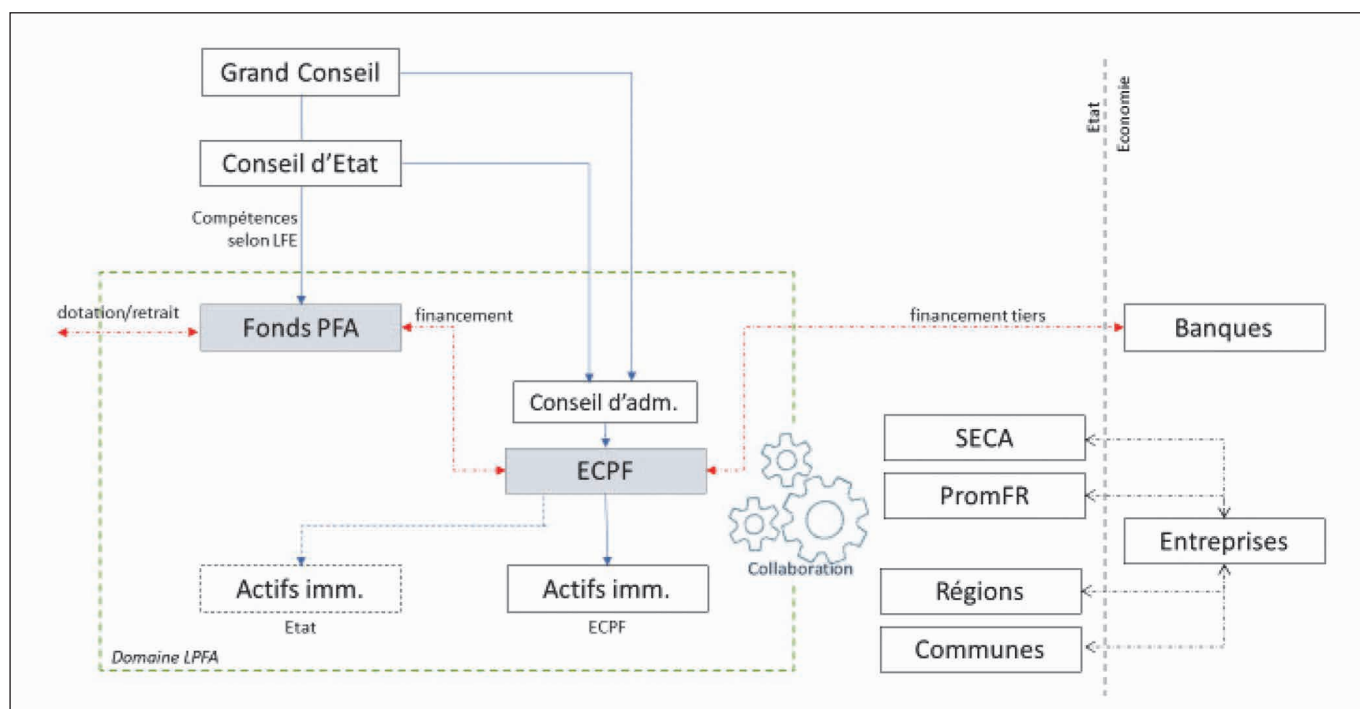 Grand Conseil
Conseil d'Etat
Compétences
selon LFE
Etat
Economie
dotation/retrait
Fonds PFA
financement
financement tiers
Banques
Conseil d'adm.
ECPF
SECA
PromFR
Entreprises
Collaboration
Actifs imm.
Etat
Actifs imm.
ECPF
Régions
Communes
Domaine LPFA